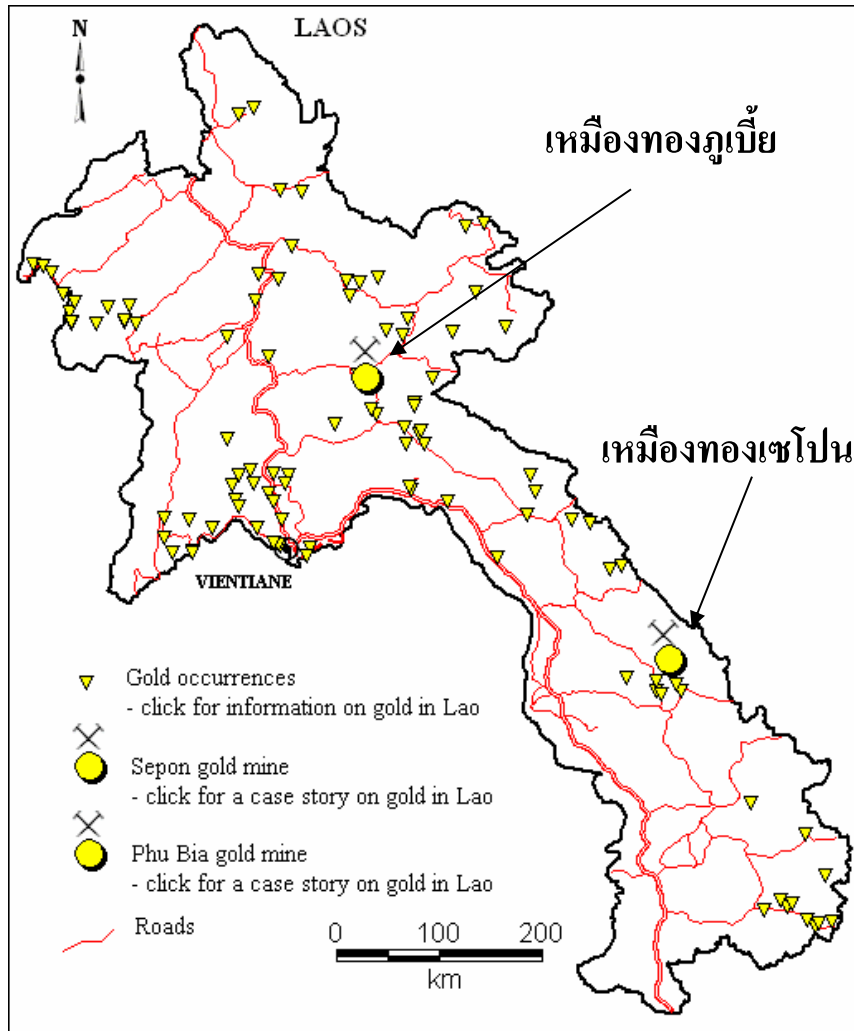 N
LAOS
เหมืองทองภูเบี้ย
เหมืองทองเซโปน
VIENTIANE
Gold occurrences
- click for information on gold in Lao
Sepon gold mine
- click for a case story on gold in Lao
Phu Bia gold mine
- click for a case story on gold in Lao
Roads
0 100 200
km